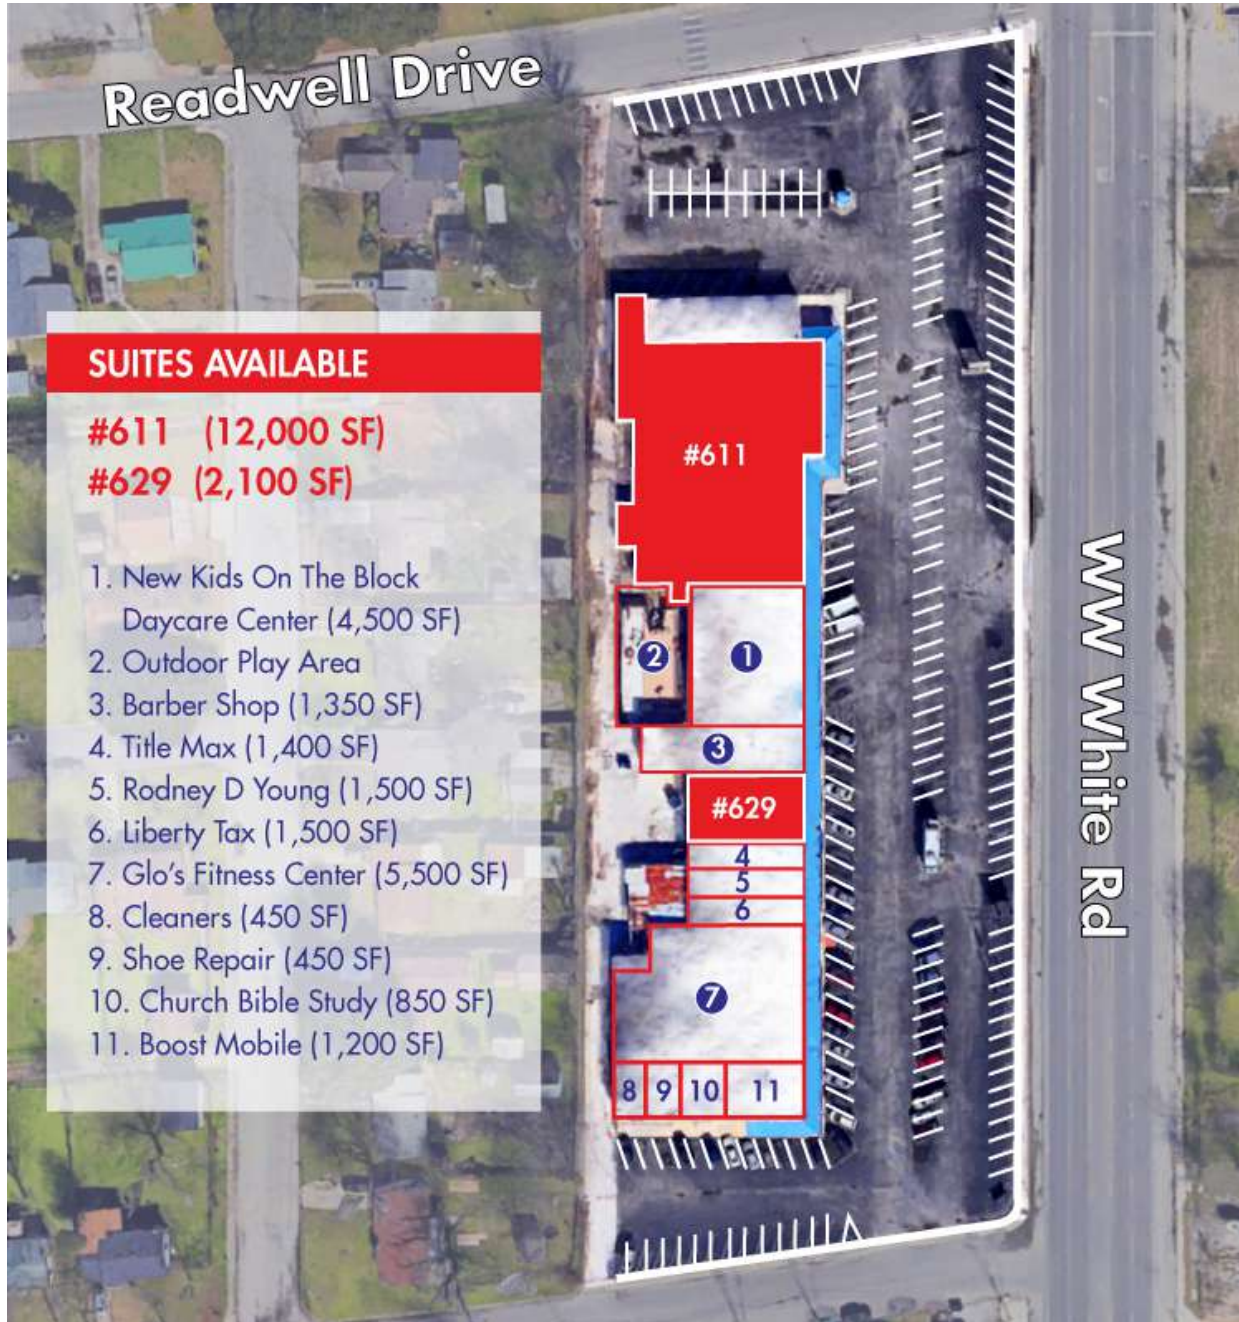 Readwell Drive
SUITES AVAILABLE
#611 (12,000 SF)
#629 (2,100 SF)
1. New Kids On The Block
Daycare Center (4,500 SF)
2. Outdoor Play Area
3. Barber Shop (1,350 SF)
4. Title Max (1,400 SF)
5. Rodney D Young (1,500 SF)
6. Liberty Tax (1,500 SF)
7. Glo's Fitness Center (5,500 SF)
8. Cleaners (450 SF)
9. Shoe Repair (450 SF)
10. Church Bible Study (850 SF)
11. Boost Mobile (1,200 SF)
#611
2
1
3
#629
4
5
6
7
8 9 10 11
WW White Rd